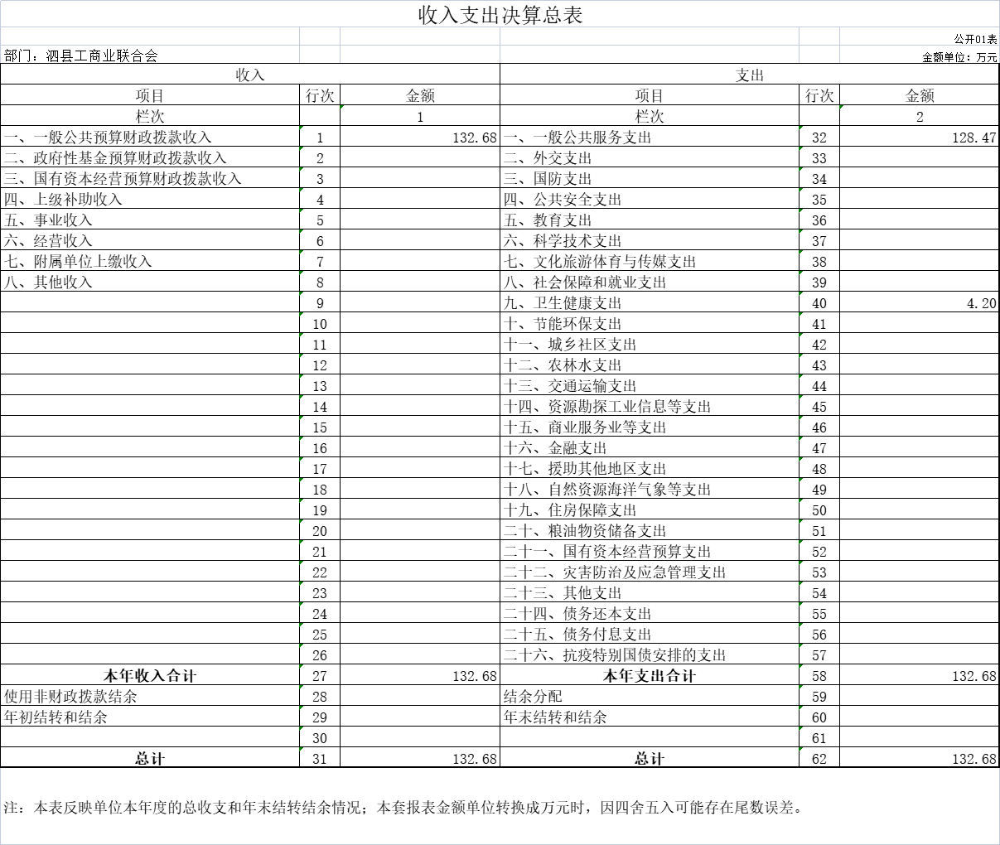 收入支出决算总表
公开01表
部门：泗县工商业联合会 金额单位：万元
收入 支出
项目 行次 金额 项目 行次 金额
栏次 1 栏次 2
一、一般公共预算财政拨款收入 1 132.68 一、一般公共服务支出 32 128.47
二、政府性基金预算财政拨款收入 2 二、外交支出 33
三、国有资本经营预算财政拨款收入 3 三、国防支出 34
四、上级补助收入 4 四、公共安全支出 35
五、事业收入 5 五、教育支出 36
六、经营收入 6 六、科学技术支出 37
七、附属单位上缴收入 7 七、文化旅游体育与传媒支出 38
八、其他收入 8 八、社会保障和就业支出 39
9 九、卫生健康支出 40 4.20
10 十、节能环保支出 41
11 十一、城乡社区支出 42
12 十二、农林水支出 43
13 十三、交通运输支出 44
14 十四、资源勘探工业信息等支出 45
15 十五、商业服务业等支出 46
16 十六、金融支出 47
17 十七、援助其他地区支出 48
18 十八、自然资源海洋气象等支出 49
19 十九、住房保障支出 50
20 二十、粮油物资储备支出 51
21 二十一、国有资本经营预算支出 52
22 二十二、灾害防治及应急管理支出 53
23 二十三、其他支出 54
24 二十四、债务还本支出 55
25 二十五、债务付息支出 56
26 二十六、抗疫特别国债安排的支出 57
本年收入合计 27 132.68 本年支出合计 58 132.68
使用非财政拨款结余 28 结余分配 59
年初结转和结余 29 年末结转和结余 60
30 61
总计 31 132.68 总计 62 132.68
注：本表反映单位本年度的总收支和年末结转结余情况；本套报表金额单位转换成万元时，因四舍五入可能存在尾数误差。